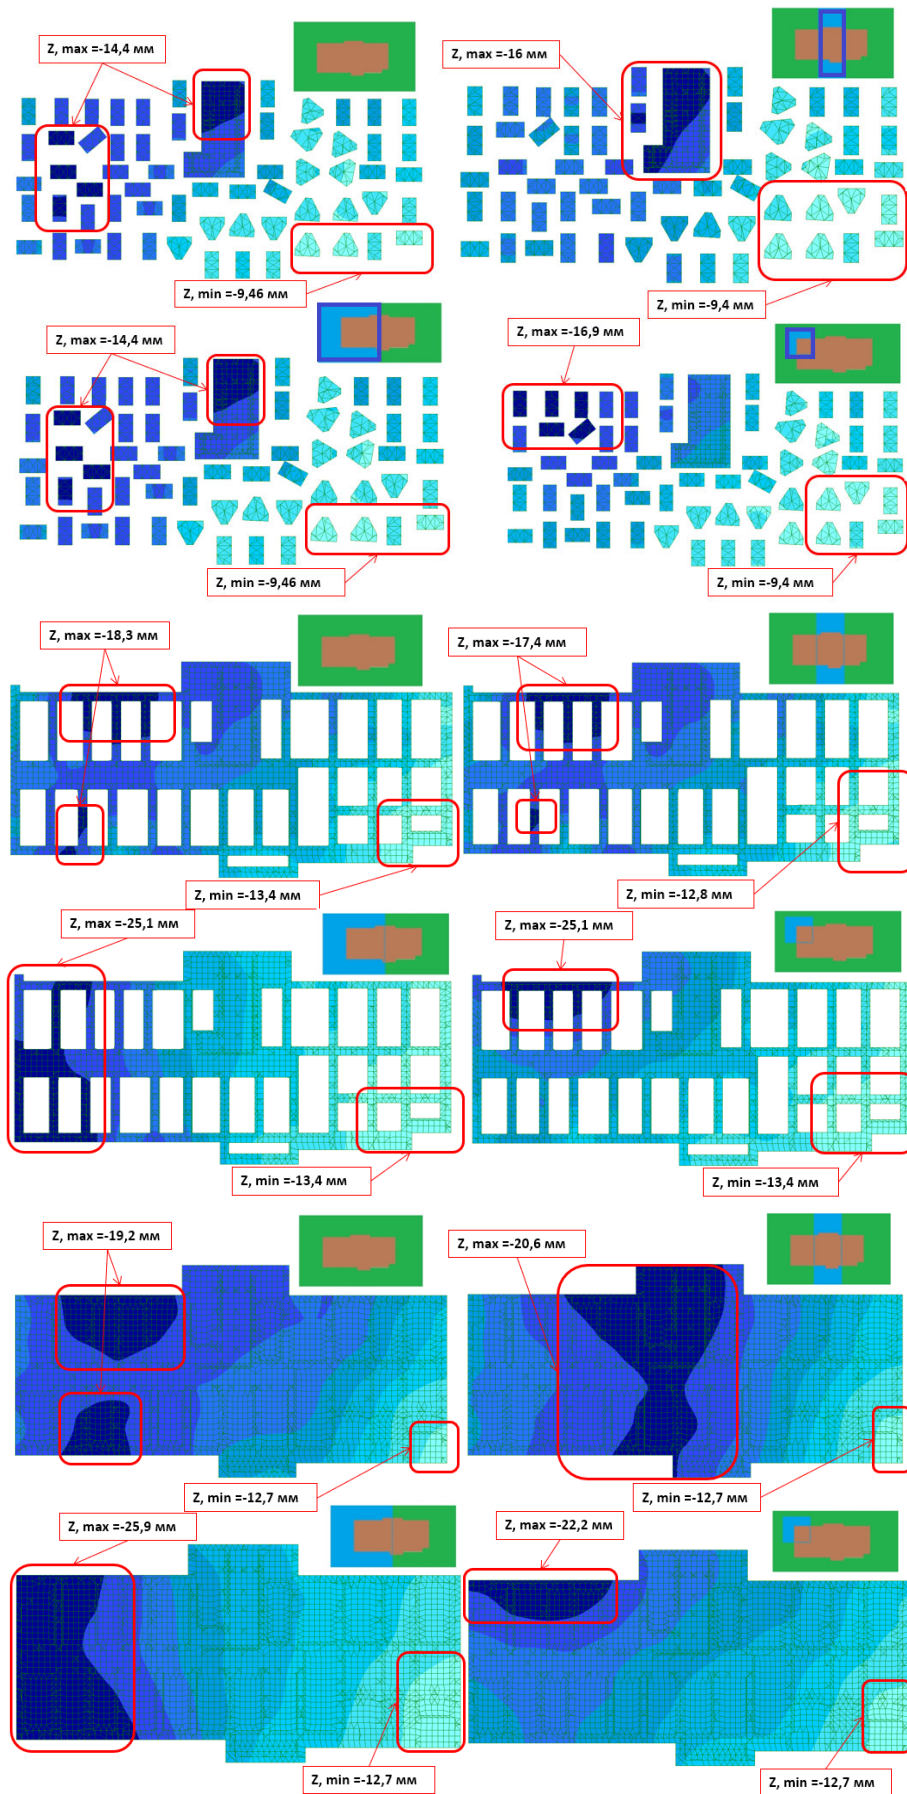 Z, max =-14,4 мм
Z, max =-16 мм
Z, min =-9,46 мм
Z, min =-9,4 мм
Z, max =-14,4 мм
Z, max =-16,9 мм
Z, min =-9,46 мм
Z, min =-9,4 мм
Z, max =-18,3 мм
Z, max =-17,4 мм
Z, min =-13,4 мм
Z, min =-12,8 мм
Z, max =-25,1 мм
Z, max =-25,1 мм
Z, min =-13,4 мм
Z, min =-13,4 мм
Z, max =-19,2 мм
Z, max =-20,6 мм
Z, min =-12,7 мм
Z, min =-12,7 мм
Z, max =-25,9 мм
Z, max =-22,2 мм
Z, min =-12,7 мм
Z, min =-12,7 мм